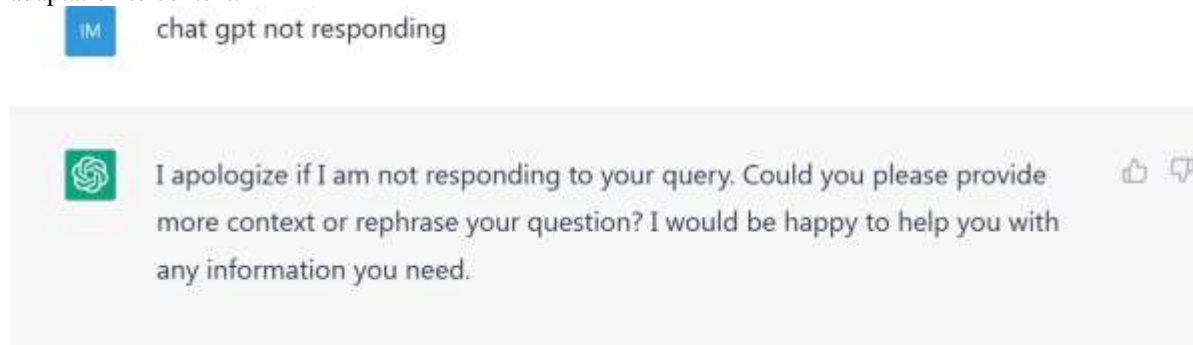 IM
chat gpt not responding
I apologize if I am not responding to your query. Could you please provide
more context or rephrase your question? I would be happy to help you with
any information you need.